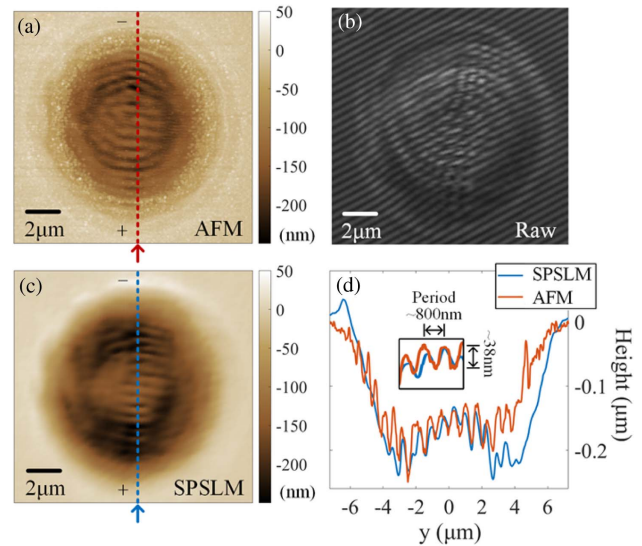 (a)
−
2μm
+
AFM
50
0
-50
-100
-150
-200
(nm)
(b)
2μm
Raw
(c)
−
2μm
+
SPSLM
50
0
-50
-100
-150
-200
(nm)
(d)
SPSLM
AFM
Period
~800nm
~38nm
0
-0.1
-0.2
Height (μm)
-6 -4 -2 0 2 4 6
y (μm)